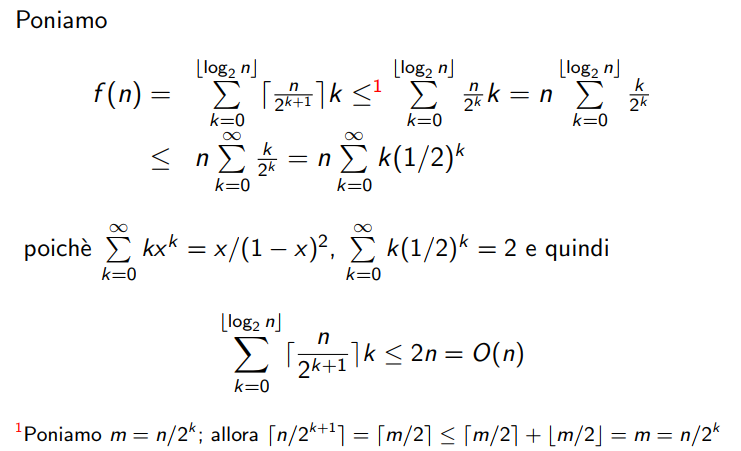 Poniamo
f(n) = ∑_{k=0}^{⌊log₂ n⌋} ⌈n/2^{k+1}⌉k ≤¹ ∑_{k=0}^{⌊log₂ n⌋} n/2^k k = n ∑_{k=0}^{⌊log₂ n⌋} k/2^k
≤ n ∑_{k=0}^{∞} k/2^k = n ∑_{k=0}^{∞} k(1/2)^k
poichè ∑_{k=0}^{∞} kx^k = x/(1 − x)², ∑_{k=0}^{∞} k(1/2)^k = 2 e quindi
∑_{k=0}^{⌊log₂ n⌋} ⌈n/2^{k+1}⌉k ≤ 2n = O(n)
¹Poniamo m = n/2^k; allora ⌈n/2^{k+1}⌉ = ⌈m/2⌉ ≤ ⌈m/2⌉ + ⌊m/2⌋ = m = n/2^k